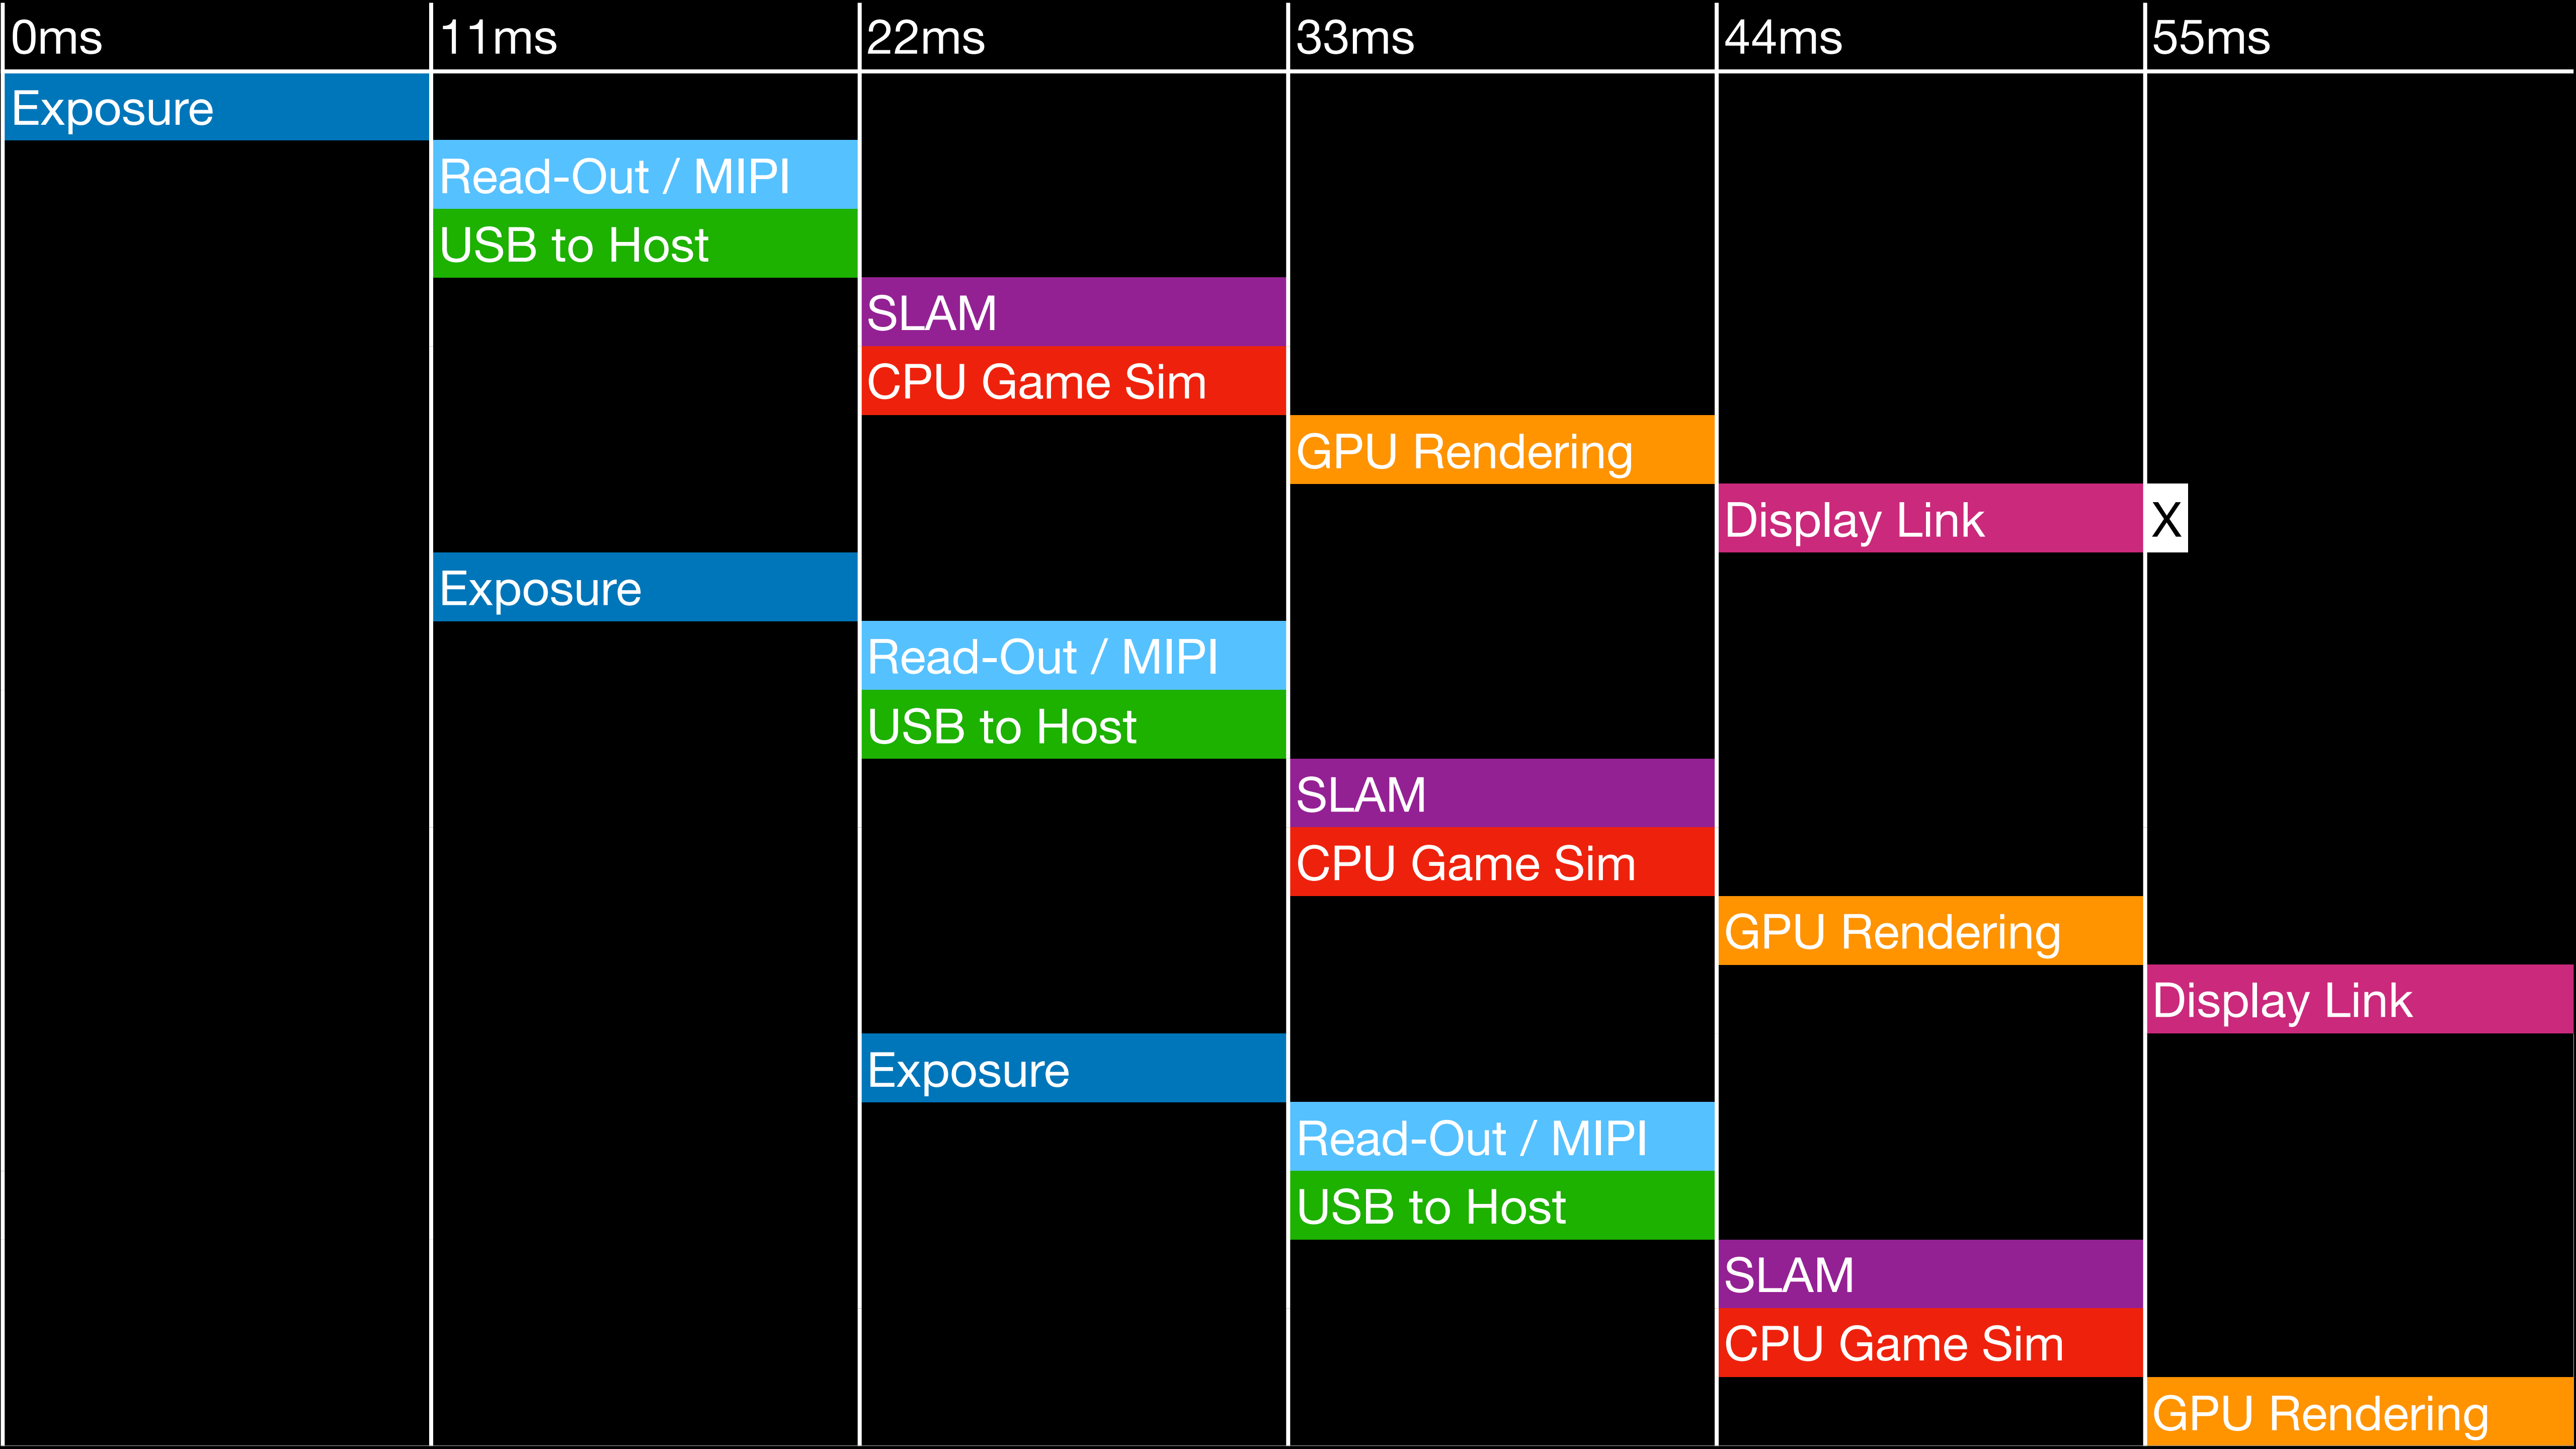 0ms 11ms 22ms 33ms 44ms 55ms
Exposure
Read-Out / MIPI
USB to Host
SLAM
CPU Game Sim
GPU Rendering
Display Link X
Exposure
Read-Out / MIPI
USB to Host
SLAM
CPU Game Sim
GPU Rendering
Display Link
Exposure
Read-Out / MIPI
USB to Host
SLAM
CPU Game Sim
GPU Rendering